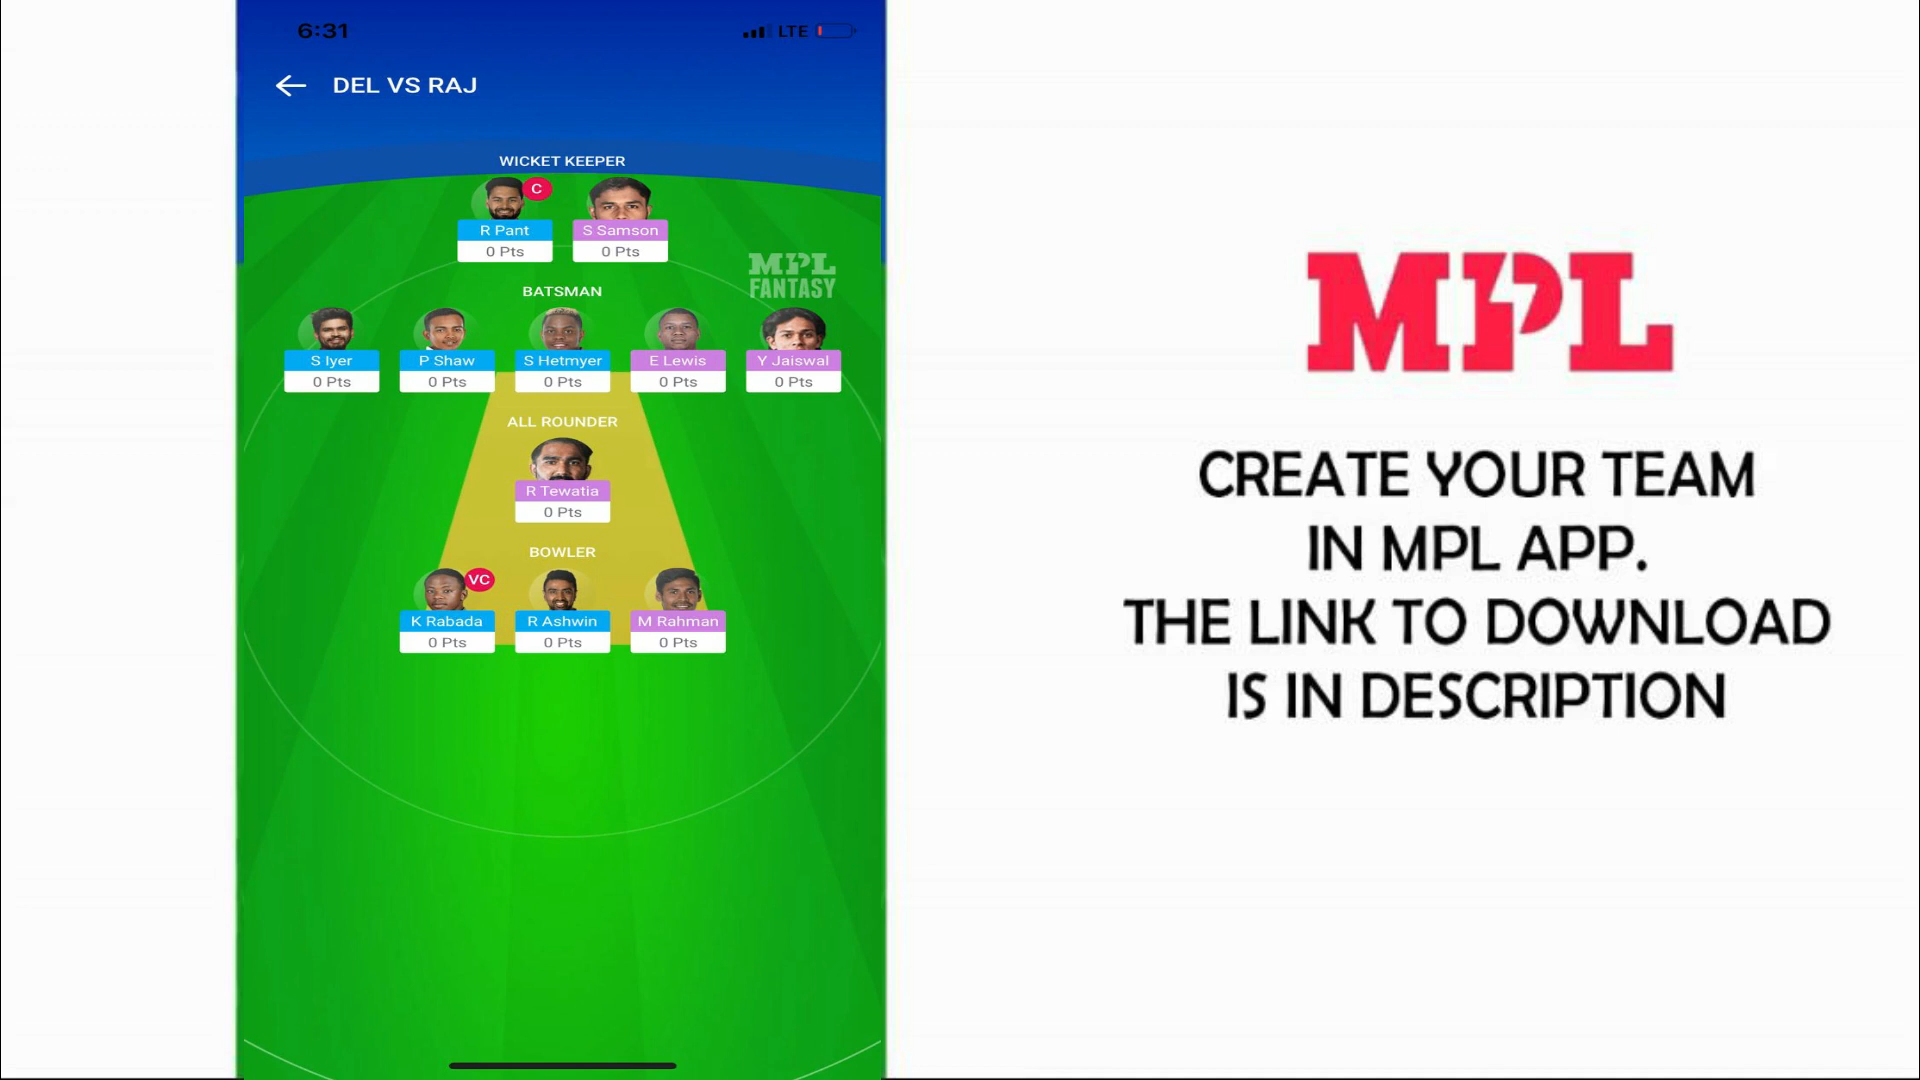 6:31
LTE
DEL VS RAJ
WICKET KEEPER
C
R Pant
S Samson
0 Pts
0 Pts
MPL
FANTASY
BATSMAN
S Iyer
P Shaw
S Hetmyer
E Lewis
Y Jaiswal
0 Pts
0 Pts
0 Pts
0 Pts
0 Pts
ALL ROUNDER
R Tewatia
0 Pts
BOWLER
VC
K Rabada
R Ashwin
M Rahman
0 Pts
0 Pts
0 Pts
MPL
CREATE YOUR TEAM
IN MPL APP.
THE LINK TO DOWNLOAD
IS IN DESCRIPTION